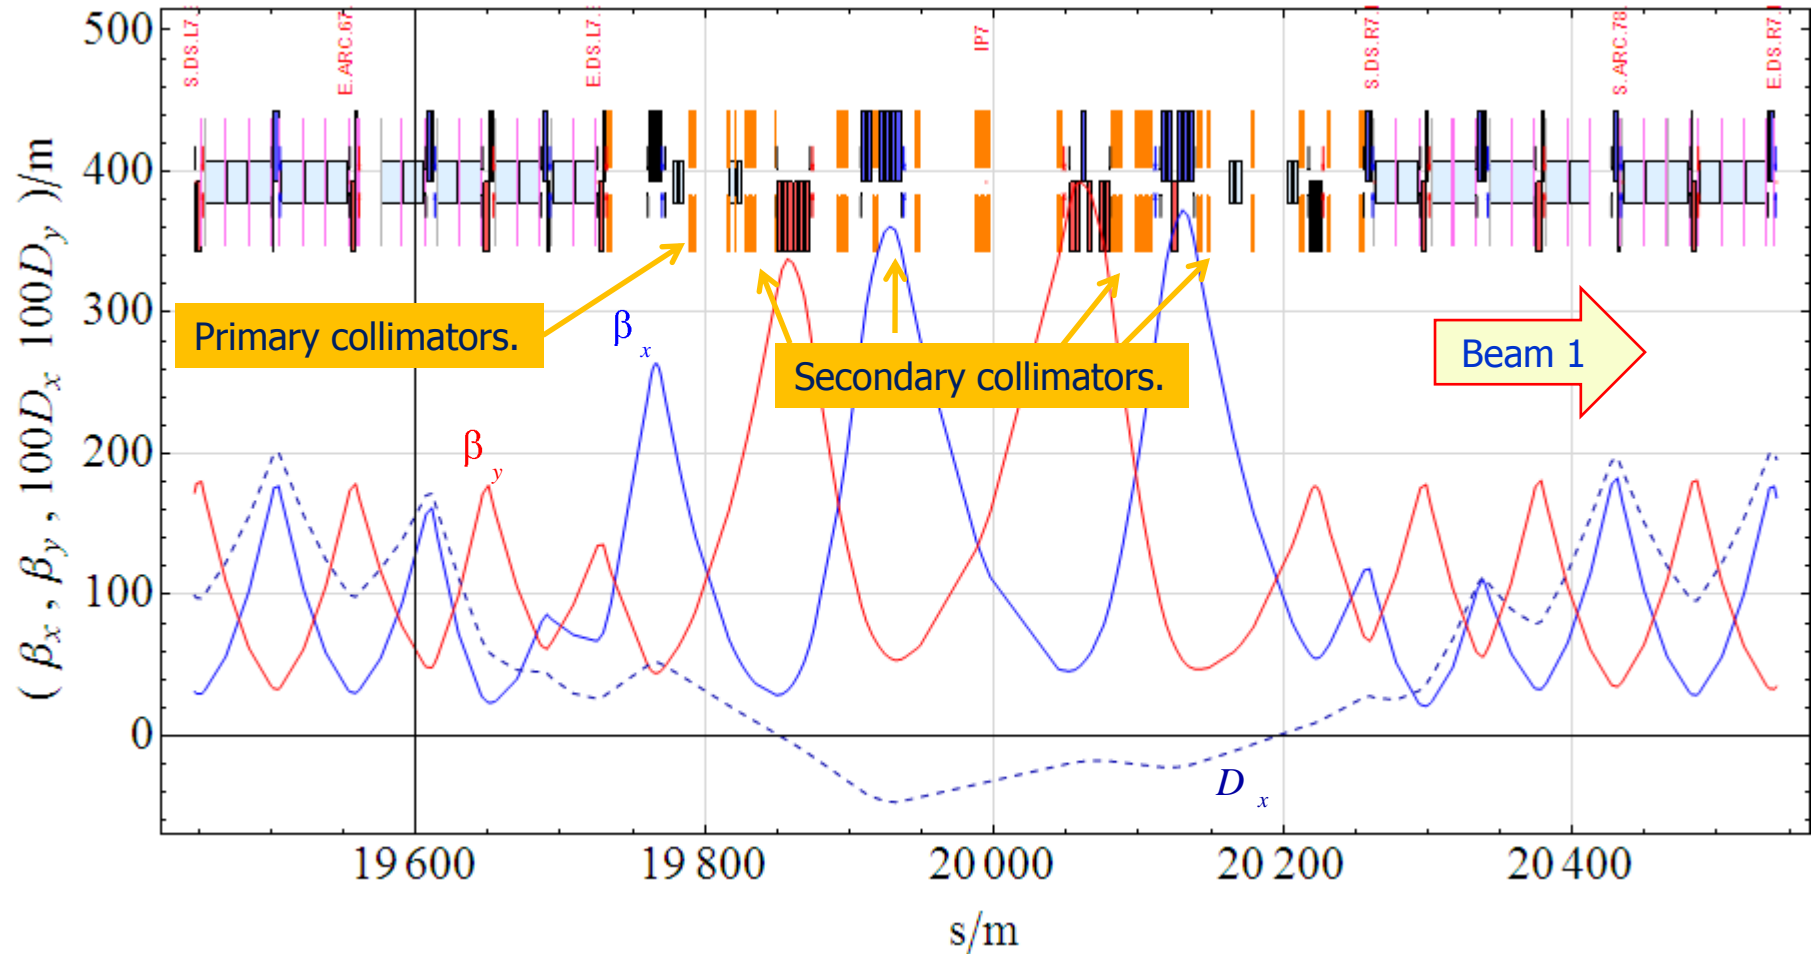 S.DS.L7.
E.ARC.67.
E.DS.L7.
IP7
S.DS.R7.
S.ARC.78.
E.DS.R7.
500
400
300
200
100
0
( βx , βy , 100Dx 100Dy )/m
Primary collimators.
Secondary collimators.
Beam 1
βx
βy
Dx
19 600
19 800
20 000
20 200
20 400
s/m